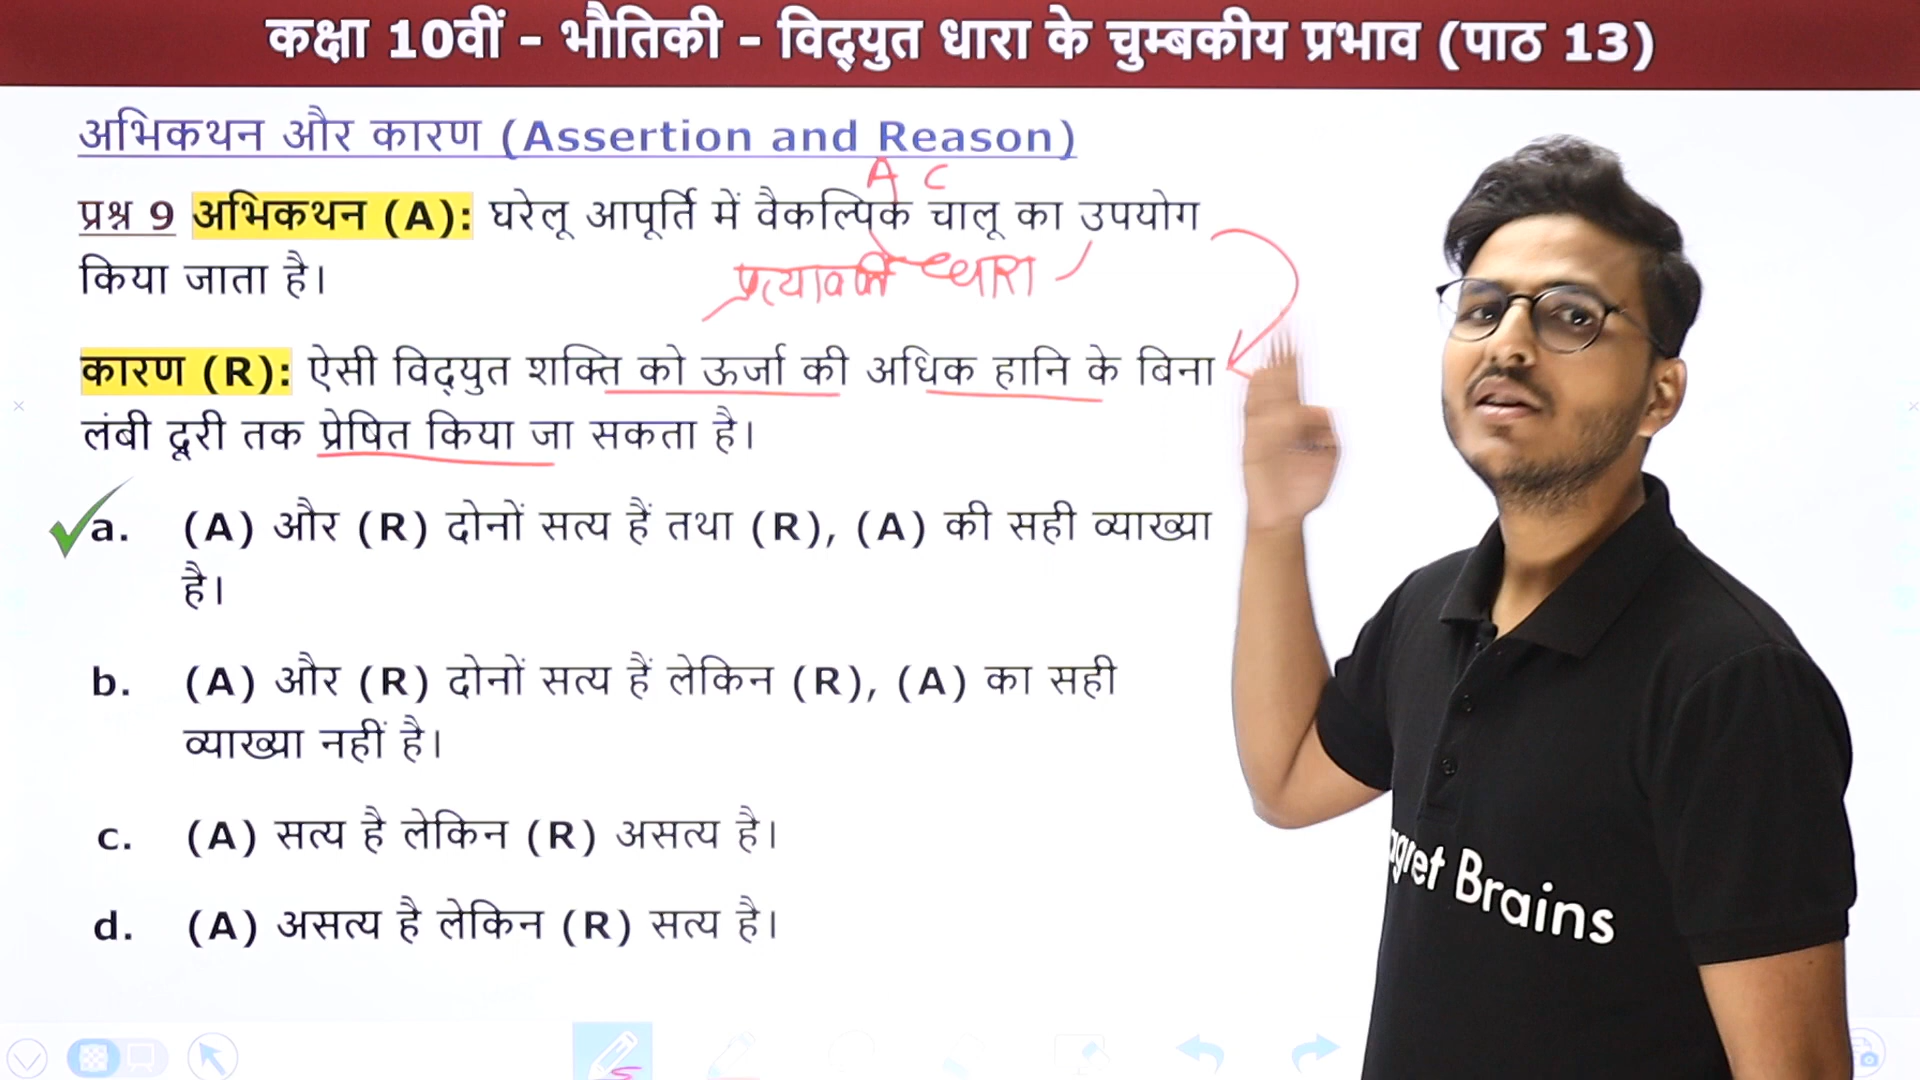 कक्षा 10वीं - भौतिकी - विद्युत धारा के चुम्बकीय प्रभाव (पाठ 13)
अभिकथन और कारण (Assertion and Reason)
A C
प्रश्न 9 अभिकथन (A): घरेलू आपूर्ति में वैकल्पिक चालू का उपयोग
किया जाता है।
धारा
कारण (R): ऐसी विद्युत शक्ति को ऊर्जा की अधिक हानि के बिना
लंबी दूरी तक प्रेषित किया जा सकता है।
a. (A) और (R) दोनों सत्य हैं तथा (R), (A) की सही व्याख्या
है।
b. (A) और (R) दोनों सत्य हैं लेकिन (R), (A) का सही
व्याख्या नहीं है।
c. (A) सत्य है लेकिन (R) असत्य है।
d. (A) असत्य है लेकिन (R) सत्य है।
Brains